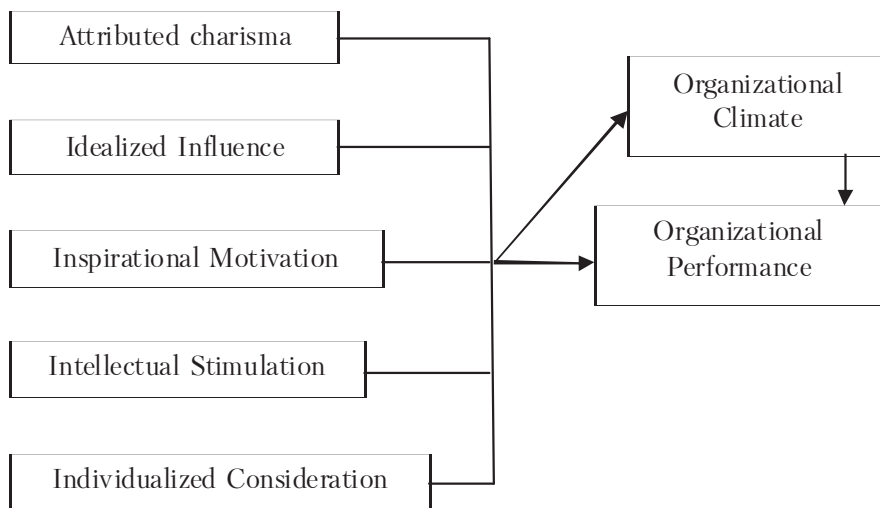 Attributed charisma
Idealized Influence
Inspirational Motivation
Intellectual Stimulation
Individualized Consideration
Organizational
Climate
Organizational
Performance